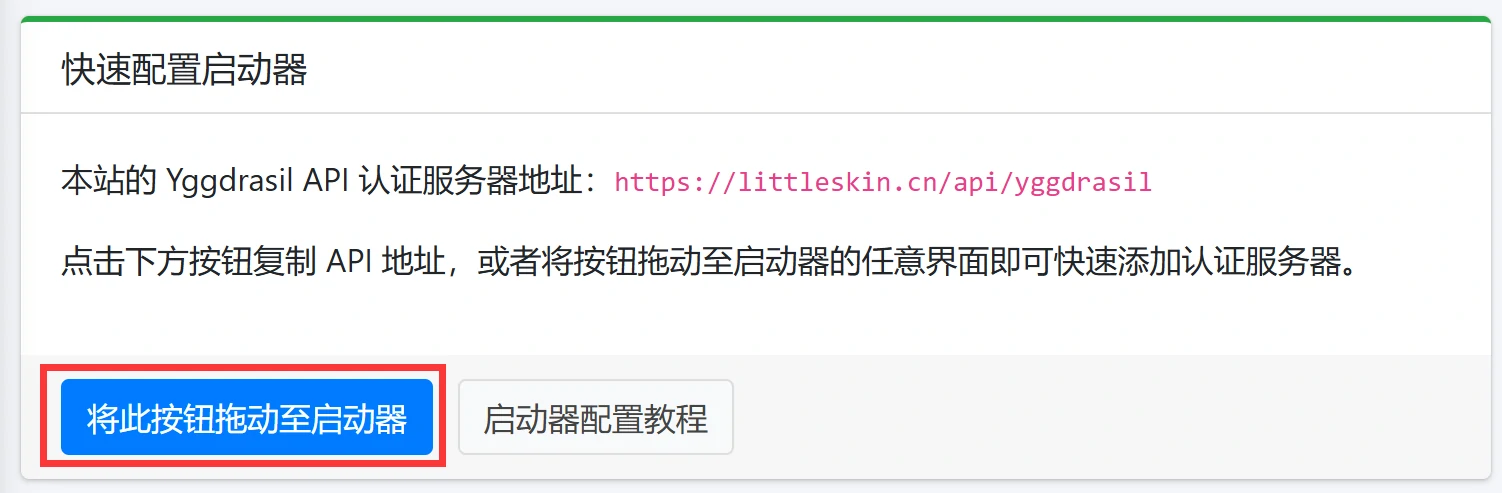 快速配置启动器
本站的 Yggdrasil API 认证服务器地址：https://littleskin.cn/api/yggdrasil
点击下方按钮复制 API 地址，或者将按钮拖动至启动器的任意界面即可快速添加认证服务器。
将此按钮拖动至启动器
启动器配置教程